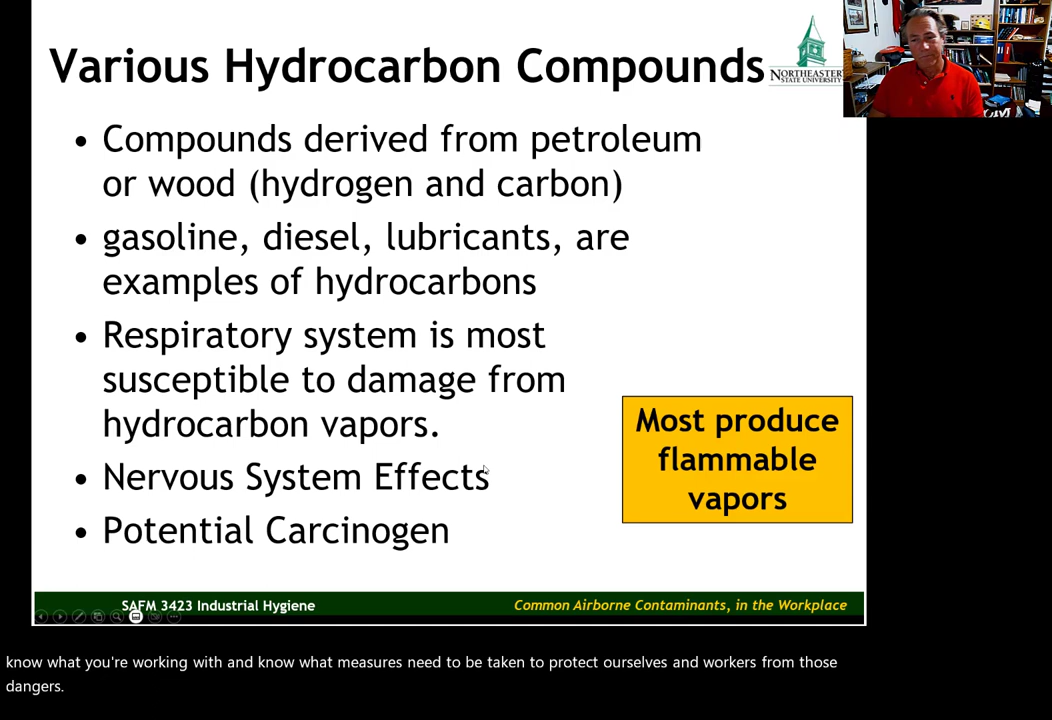 Various Hydrocarbon Compounds
NORTHEASTER
STATE UNIVERSITY
• Compounds derived from petroleum
or wood (hydrogen and carbon)
• gasoline, diesel, lubricants, are
examples of hydrocarbons
• Respiratory system is most
susceptible to damage from
hydrocarbon vapors.
• Nervous System Effects
• Potential Carcinogen
Most produce
flammable
vapors
SAFM 3423 Industrial Hygiene
Common Airborne Contaminants, in the Workplace
know what you're working with and know what measures need to be taken to protect ourselves and workers from those
dangers.